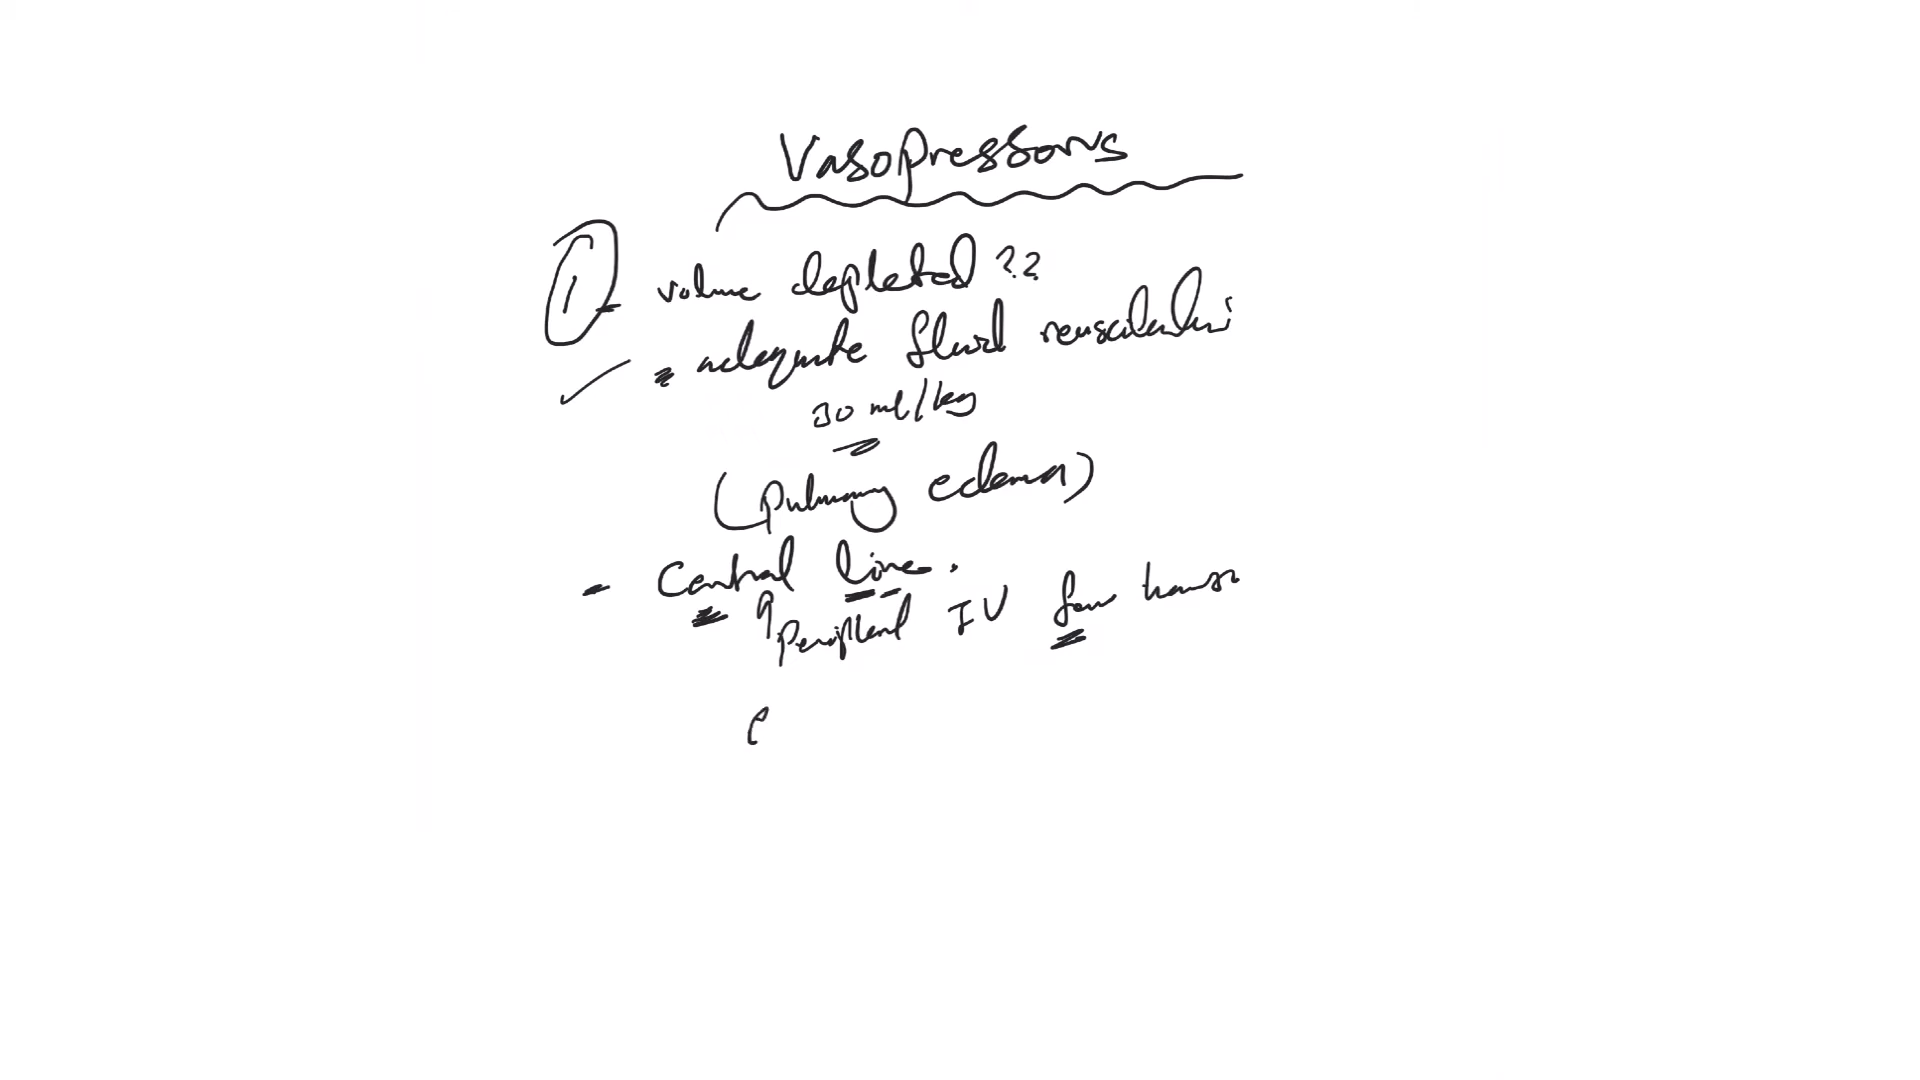 Vasopressors
1 - volume depleted ??
= adequate fluid resuscitation
30 ml/kg
(pulmonary edema)
- Central line.
Peripheral IV few hours